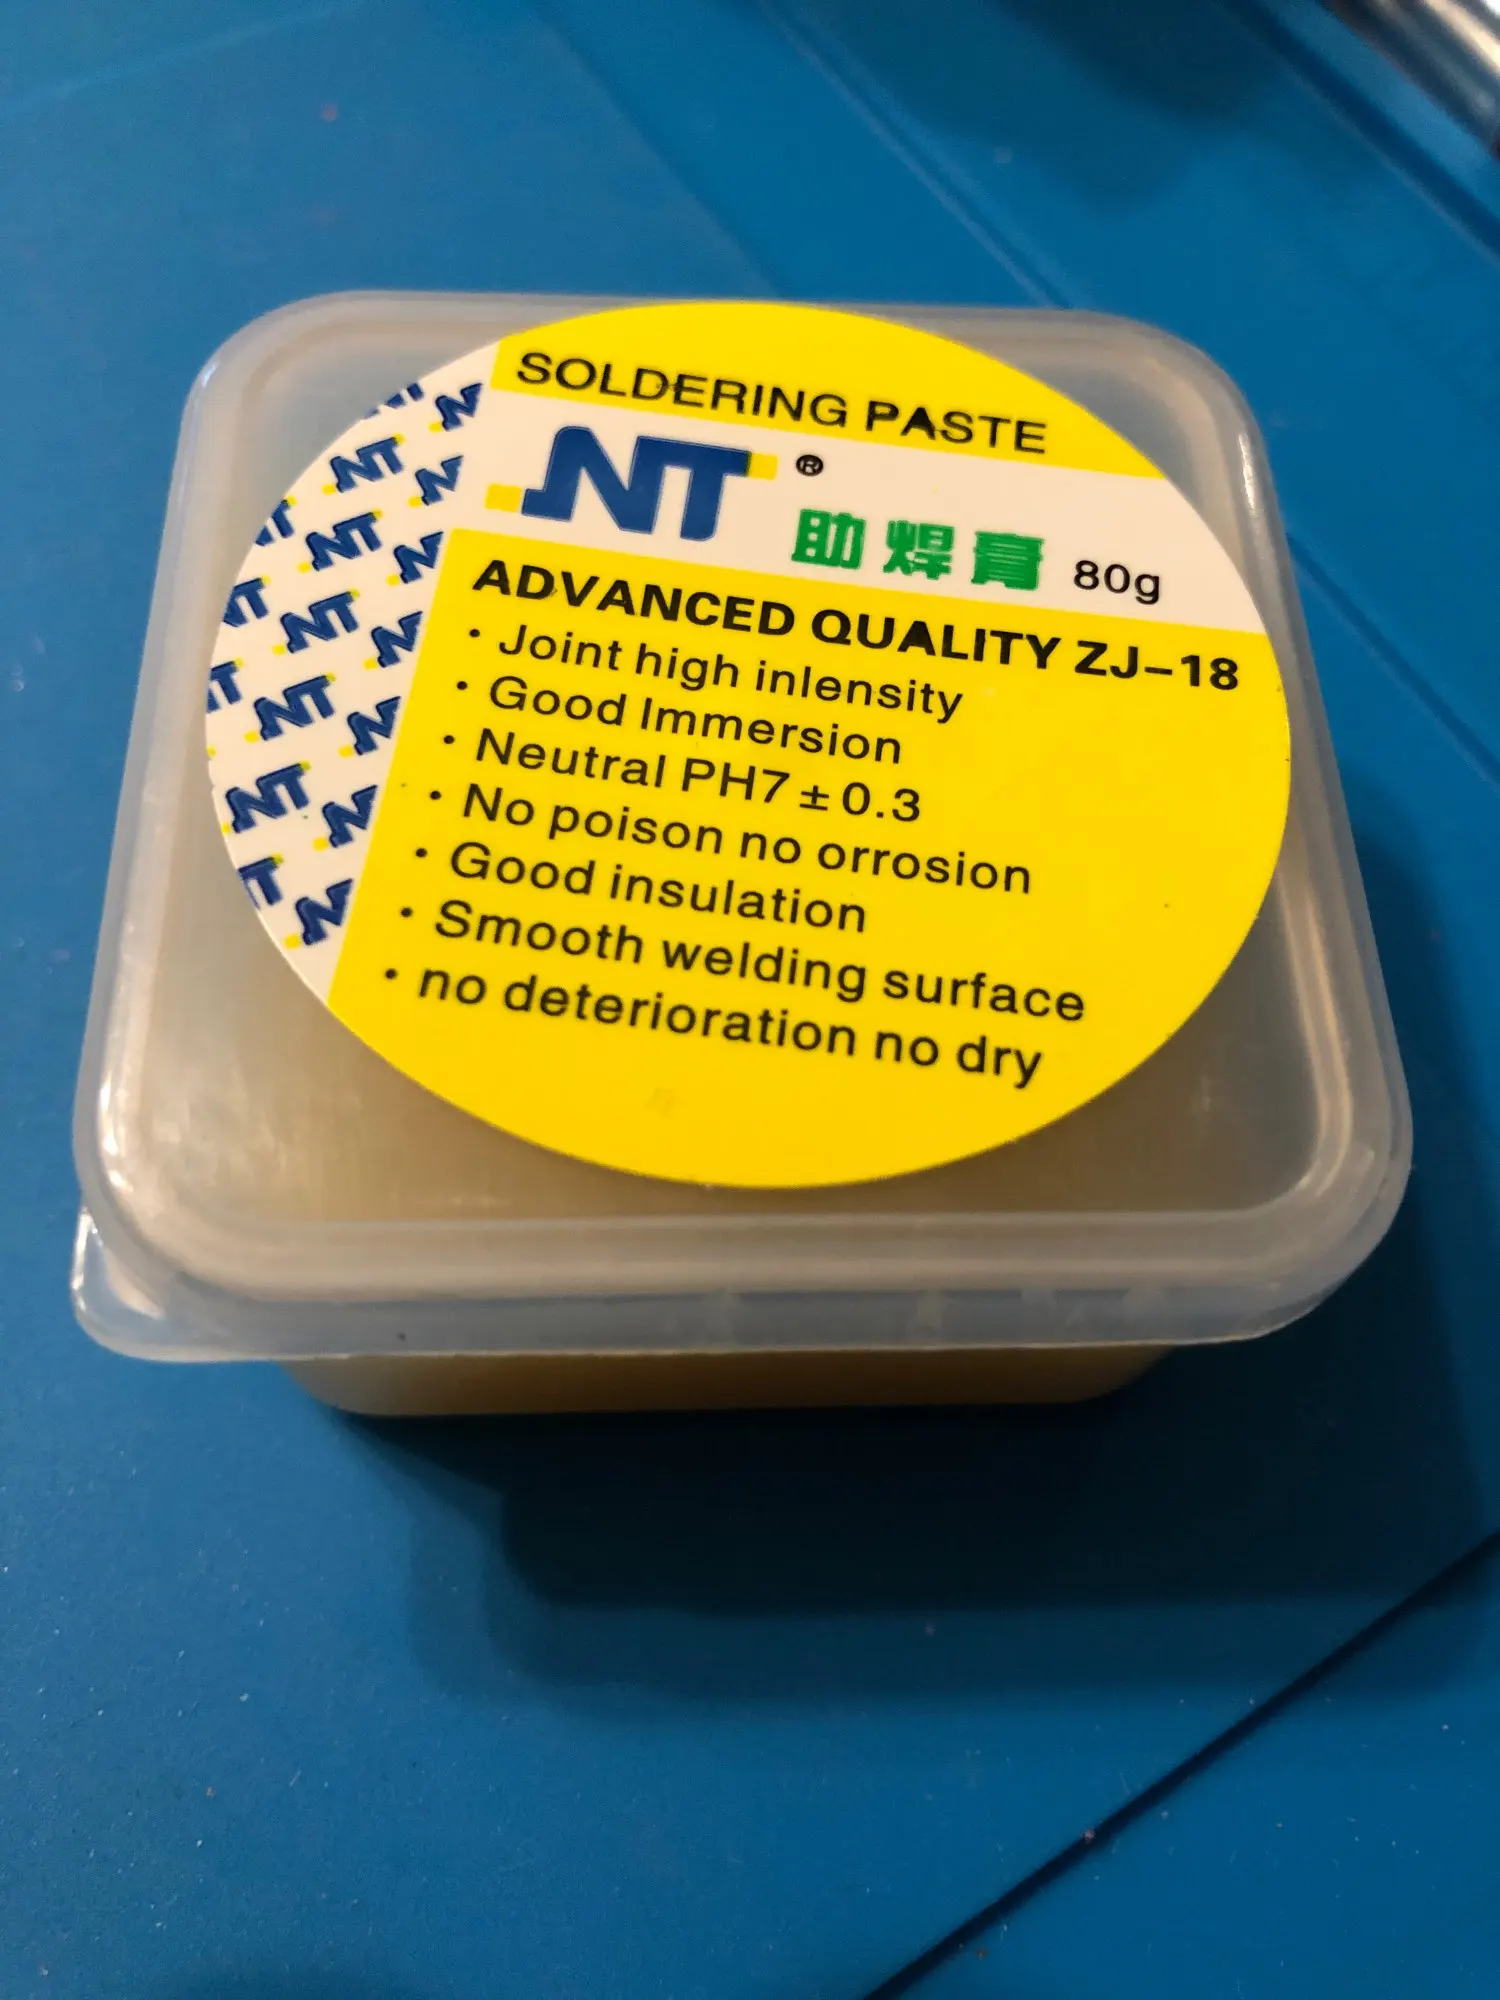 SOLDERING PASTE
NT®
助焊膏 80g
ADVANCED QUALITY ZJ-18
• Joint high inlensity
• Good Immersion
• Neutral PH7±0.3
• No poison no orrosion
• Good insulation
• Smooth welding surface
• no deterioration no dry